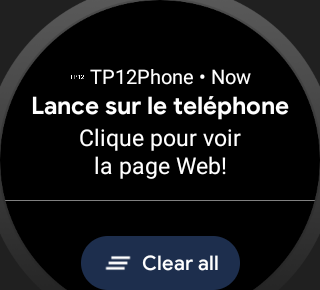 TP12 TP12Phone • Now
Lance sur le teléphone
Clique pour voir
la page Web!
Clear all